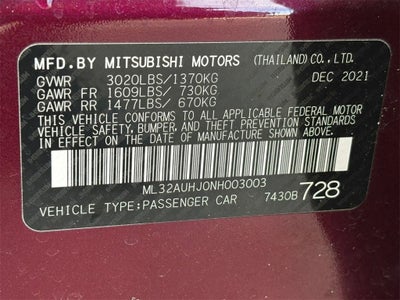 MFD.BY MITSUBISHI MOTORS (THAILAND) CO., LTD.
GVWR 3020LBS/1370KG DEC 2021
GAWR FR 1609LBS/ 730KG
GAWR RR 1477LBS/ 670KG
THIS VEHICLE CONFORMS TO ALL APPLICABLE FEDERAL MOTOR
VEHICLE SAFETY, BUMPER, AND THEFT PREVENTION STANDARDS
IN EFFECT ON THE DATE OF MANUFACTURE SHOWN ABOVE.
ML32AUHJ0NH003003
VEHICLE TYPE:PASSENGER CAR 7430B 728